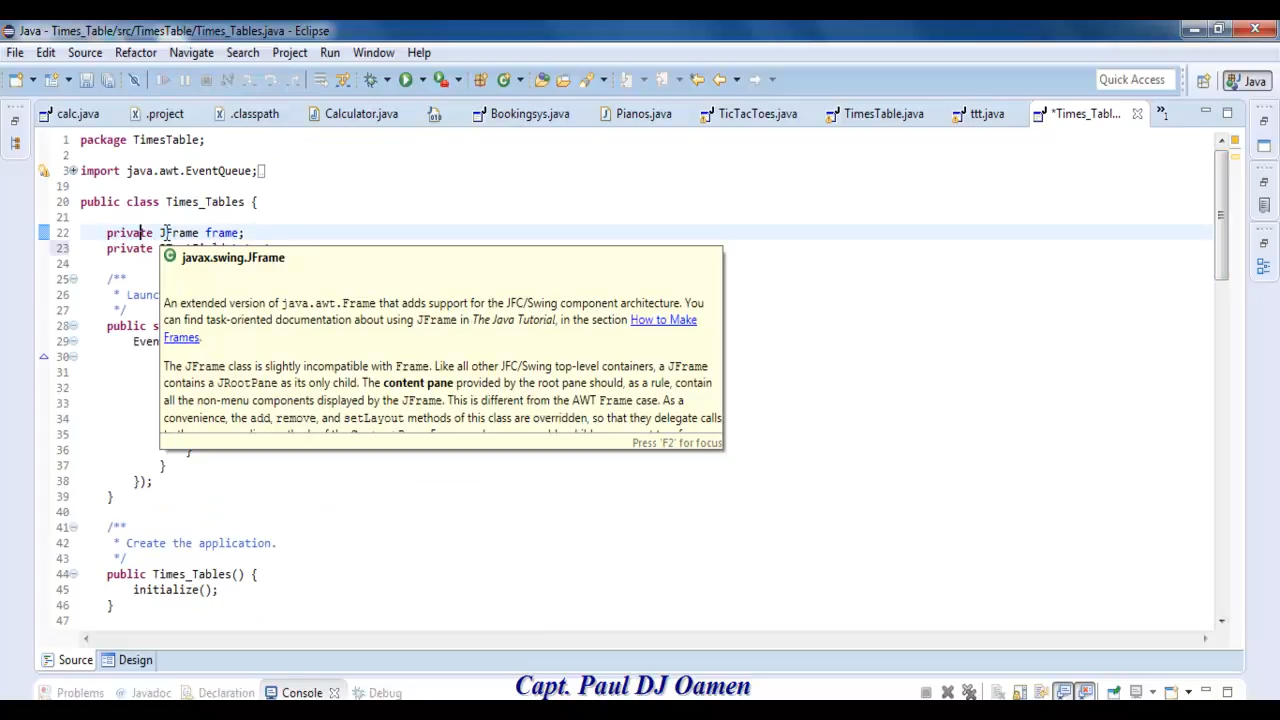 Java - Times_Table/src/TimesTable/Times_Tables.java - Eclipse
File Edit Source Refactor Navigate Search Project Run Window Help
Quick Access Java
calc.java .project .classpath Calculator.java Bookingsys.java Pianos.java TicTacToes.java TimesTable.java ttt.java *Times_Tabl... »1
1 package TimesTable;
2
3 import java.awt.EventQueue;
19
20 public class Times_Tables {
21
22 private JFrame frame;
23 private
24
25 /**
26 * Launc
27 */
28 public s
29 Even
30
31
32
33
34
35
36 }
37 }
38 });
39 }
40
41 /**
42 * Create the application.
43 */
44 public Times_Tables() {
45 initialize();
46 }
47
javax.swing.JFrame
An extended version of java.awt.Frame that adds support for the JFC/Swing component architecture. You
can find task-oriented documentation about using JFrame in The Java Tutorial, in the section How to Make
Frames.
The JFrame class is slightly incompatible with Frame. Like all other JFC/Swing top-level containers, a JFrame
contains a JRootPane as its only child. The content pane provided by the root pane should, as a rule, contain
all the non-menu components displayed by the JFrame. This is different from the AWT Frame case. As a
convenience, the add, remove, and setLayout methods of this class are overridden, so that they delegate calls
Press 'F2' for focus
Source Design
Problems Javadoc Declaration Console Debug
Capt. Paul DJ Oamen